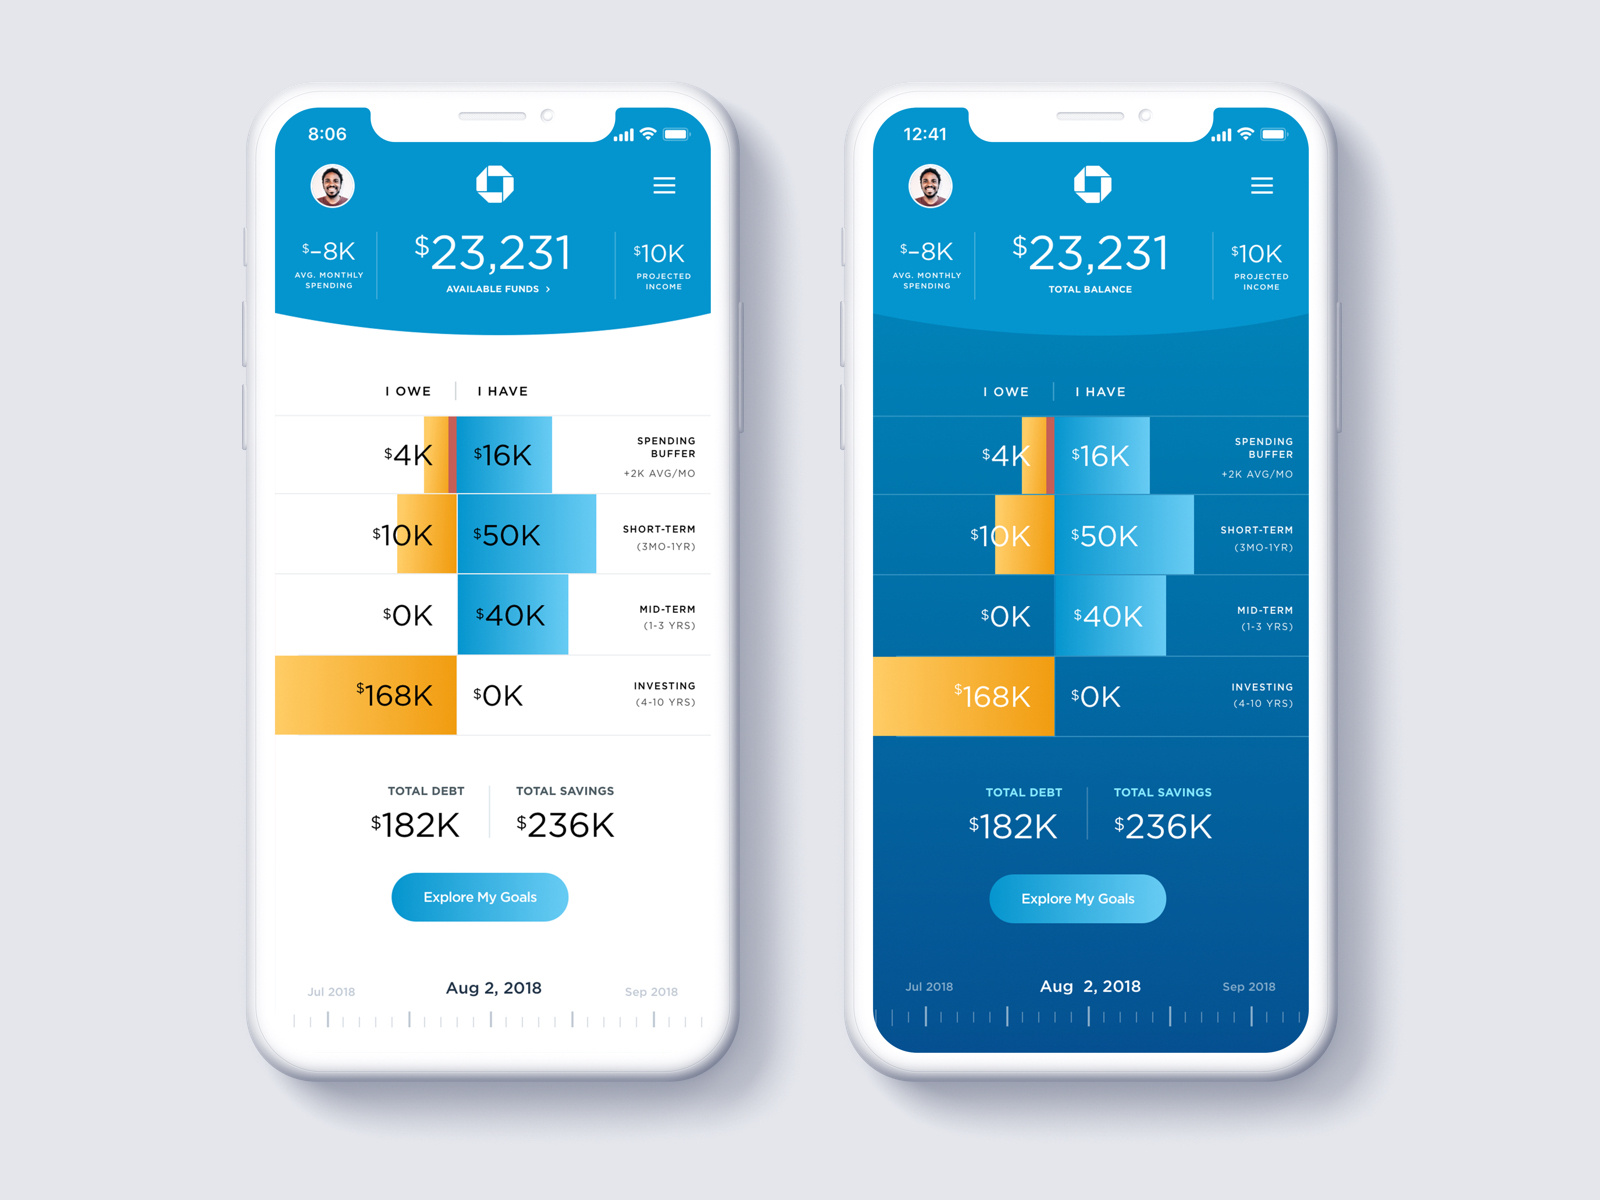 8:06
$-8K
AVG. MONTHLY
SPENDING
$23,231
AVAILABLE FUNDS >
$10K
PROJECTED
INCOME
I OWE | I HAVE
$4K $16K
SPENDING
BUFFER
+2K AVG/MO
$10K $50K
SHORT-TERM
(3MO-1YR)
$0K $40K
MID-TERM
(1-3 YRS)
$168K $0K
INVESTING
(4-10 YRS)
TOTAL DEBT
$182K
TOTAL SAVINGS
$236K
Explore My Goals
Jul 2018 Aug 2, 2018 Sep 2018
12:41
$-8K
AVG. MONTHLY
SPENDING
$23,231
TOTAL BALANCE
$10K
PROJECTED
INCOME
I OWE | I HAVE
$4K $16K
SPENDING
BUFFER
+2K AVG/MO
$10K $50K
SHORT-TERM
(3MO-1YR)
$0K $40K
MID-TERM
(1-3 YRS)
$168K $0K
INVESTING
(4-10 YRS)
TOTAL DEBT
$182K
TOTAL SAVINGS
$236K
Explore My Goals
Jul 2018 Aug 2, 2018 Sep 2018